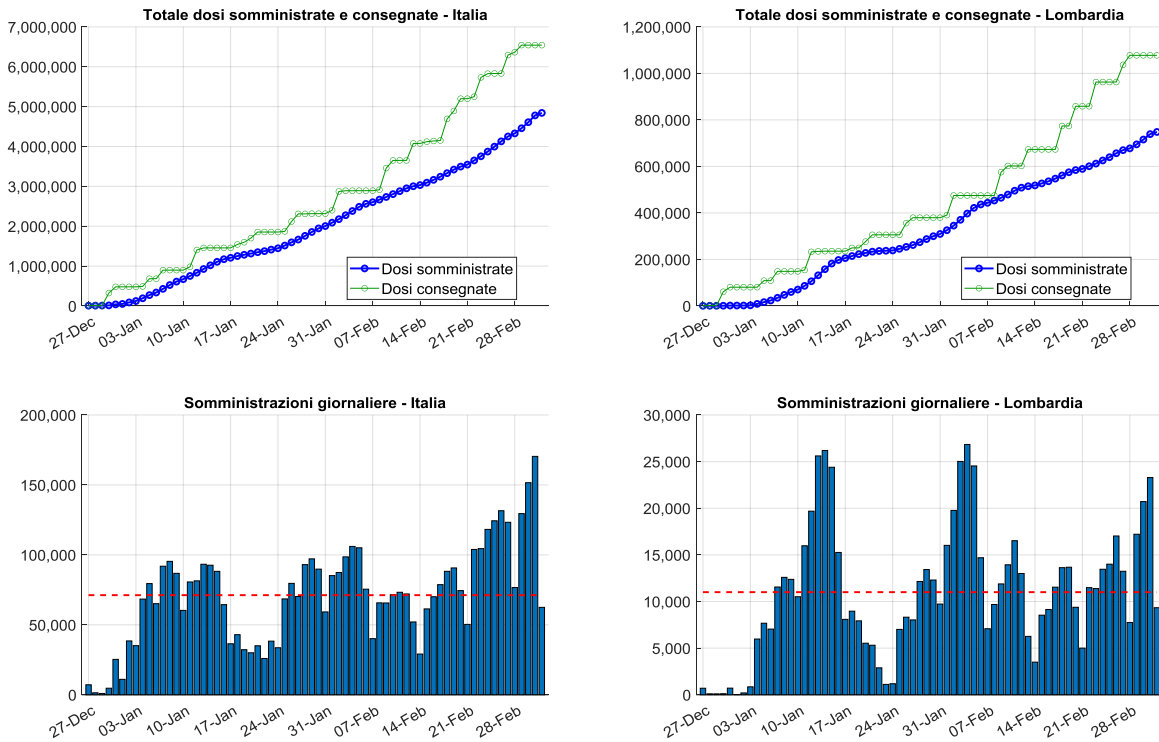 Totale dosi somministrate e consegnate - Italia
7,000,000
6,000,000
5,000,000
4,000,000
3,000,000
2,000,000
1,000,000
0
Dosi somministrate
Dosi consegnate
27-Dec 03-Jan 10-Jan 17-Jan 24-Jan 31-Jan 07-Feb 14-Feb 21-Feb 28-Feb
Totale dosi somministrate e consegnate - Lombardia
1,200,000
1,000,000
800,000
600,000
400,000
200,000
0
Dosi somministrate
Dosi consegnate
27-Dec 03-Jan 10-Jan 17-Jan 24-Jan 31-Jan 07-Feb 14-Feb 21-Feb 28-Feb
Somministrazioni giornaliere - Italia
200,000
150,000
100,000
50,000
0
27-Dec 03-Jan 10-Jan 17-Jan 24-Jan 31-Jan 07-Feb 14-Feb 21-Feb 28-Feb
Somministrazioni giornaliere - Lombardia
30,000
25,000
20,000
15,000
10,000
5,000
0
27-Dec 03-Jan 10-Jan 17-Jan 24-Jan 31-Jan 07-Feb 14-Feb 21-Feb 28-Feb